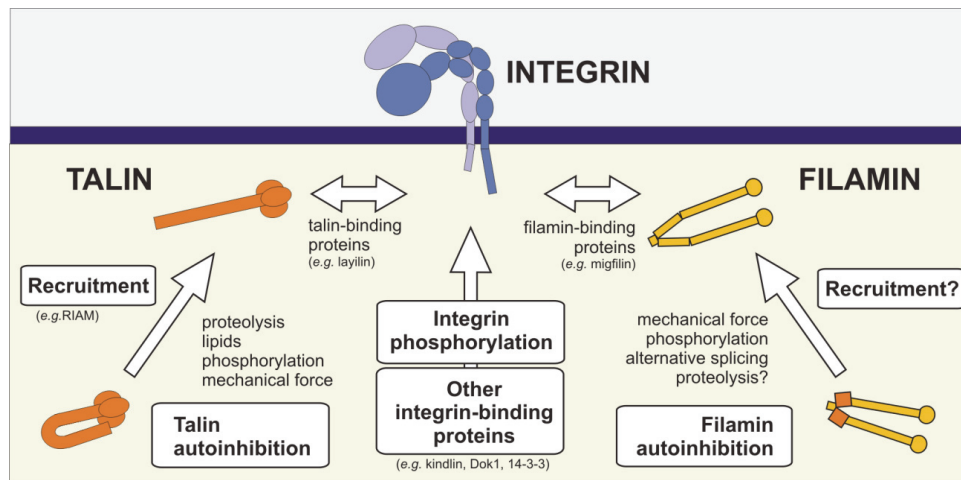 INTEGRIN
TALIN
FILAMIN
talin-binding
proteins
(e.g. layilin)
filamin-binding
proteins
(e.g. migfilin)
Recruitment
(e.g.RIAM)
Recruitment?
proteolysis
lipids
phosphorylation
mechanical force
Integrin
phosphorylation
mechanical force
phosphorylation
alternative splicing
proteolysis?
Talin
autoinhibition
Other
integrin-binding
proteins
(e.g. kindlin, Dok1, 14-3-3)
Filamin
autoinhibition